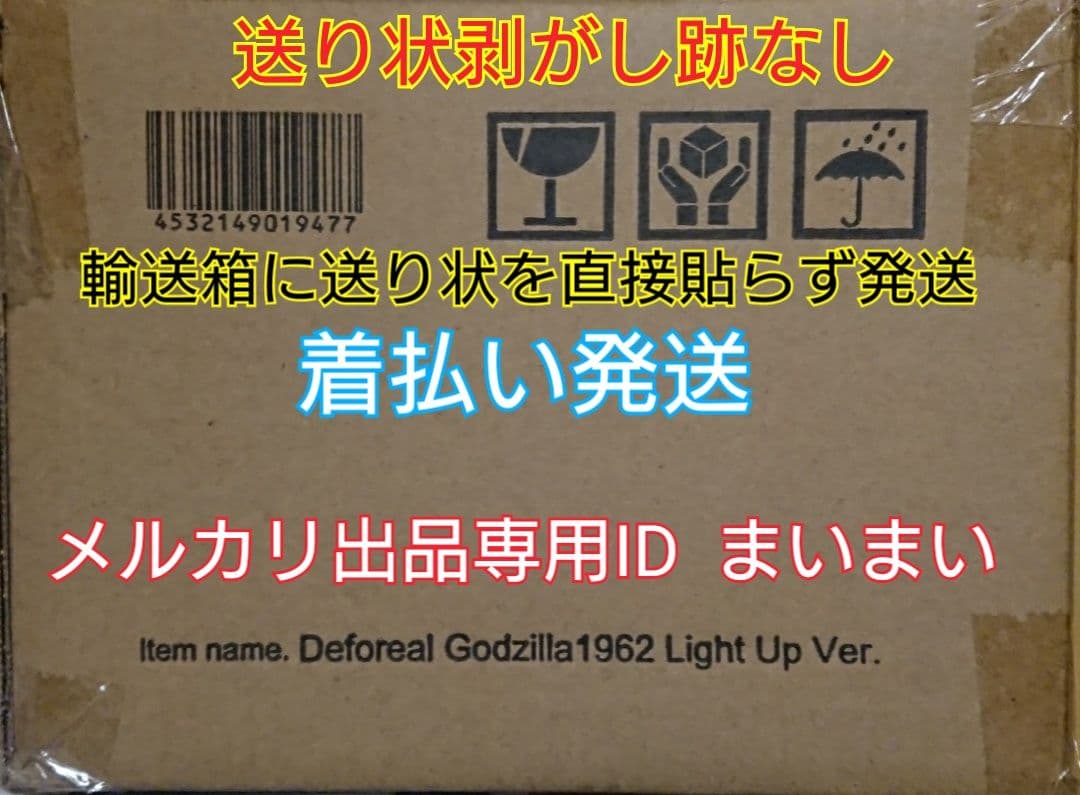 送り状剥がし跡なし
4532149019477
輸送箱に送り状を直接貼らず発送
着払い発送
メルカリ出品専用ID まいまい
Item name. Deforeal Godzilla1962 Light Up Ver.